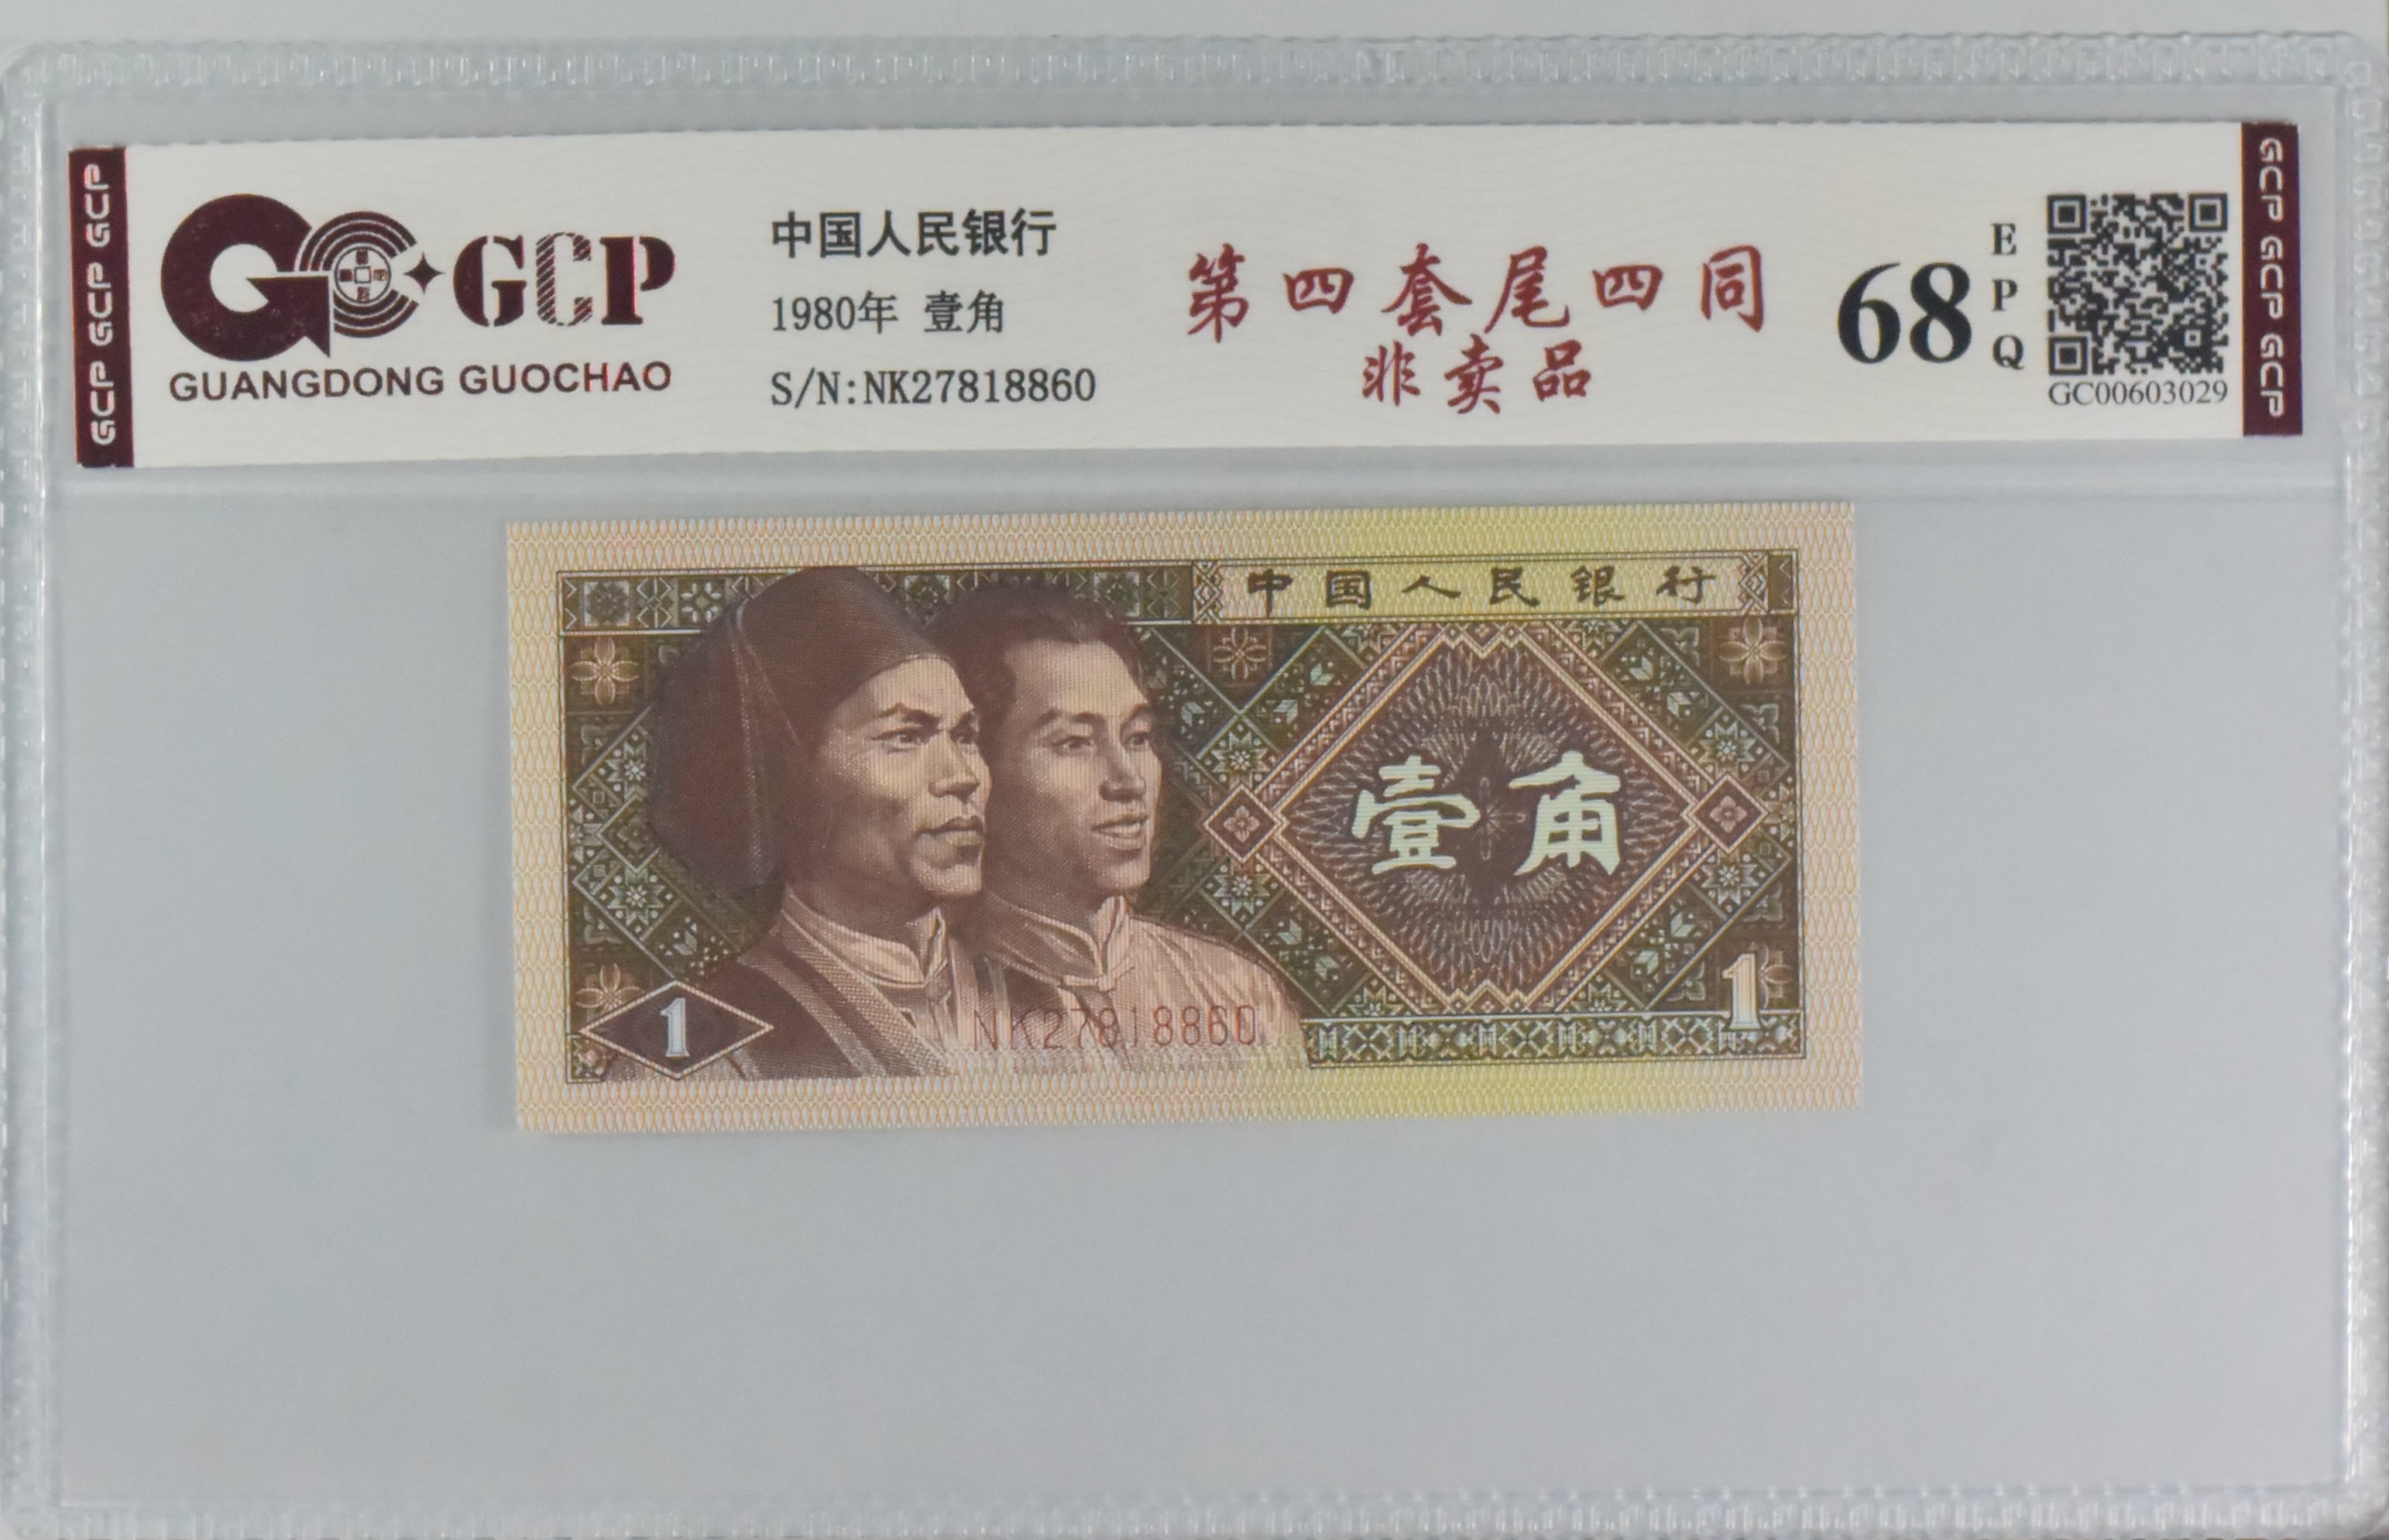 GCP GCP GCP
GCP
GUANGDONG GUOCHAO
中国人民银行
1980年 壹角
S/N:NK27818860
第四套尾四同
非卖品
68
EPQ
GC00603029
GCP GCP GCP
中国人民银行
壹角
1
NK27818860
1